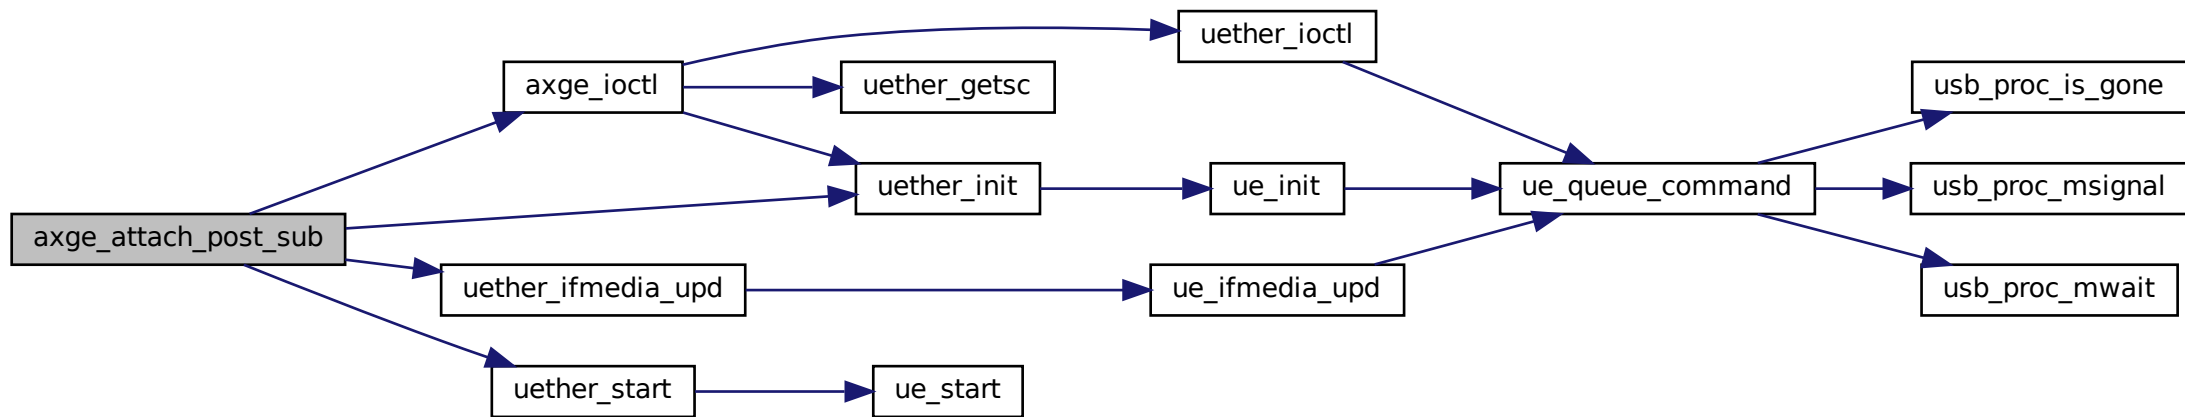 uether_ioctl
axge_ioctl
uether_getsc
usb_proc_is_gone
uether_init
ue_init
ue_queue_command
usb_proc_msignal
axge_attach_post_sub
uether_ifmedia_upd
ue_ifmedia_upd
usb_proc_mwait
uether_start
ue_start